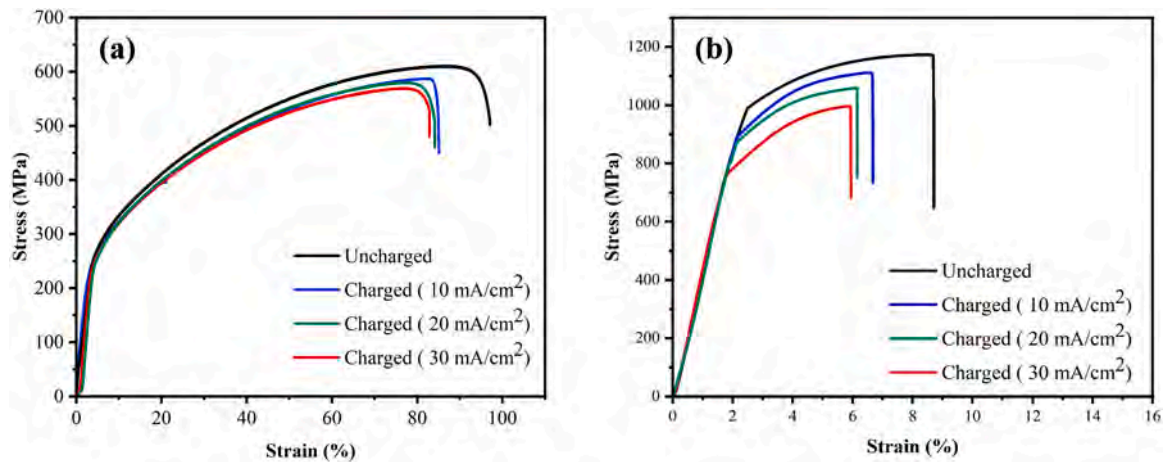 (a)
700
600
500
400
300
200
100
0
Stress (MPa)
Uncharged
Charged ( 10 mA/cm²)
Charged ( 20 mA/cm²)
Charged ( 30 mA/cm²)
0 20 40 60 80 100
Strain (%)
(b)
1200
1000
800
600
400
200
0
Stress (MPa)
Uncharged
Charged ( 10 mA/cm²)
Charged ( 20 mA/cm²)
Charged ( 30 mA/cm²)
0 2 4 6 8 10 12 14 16
Strain (%)